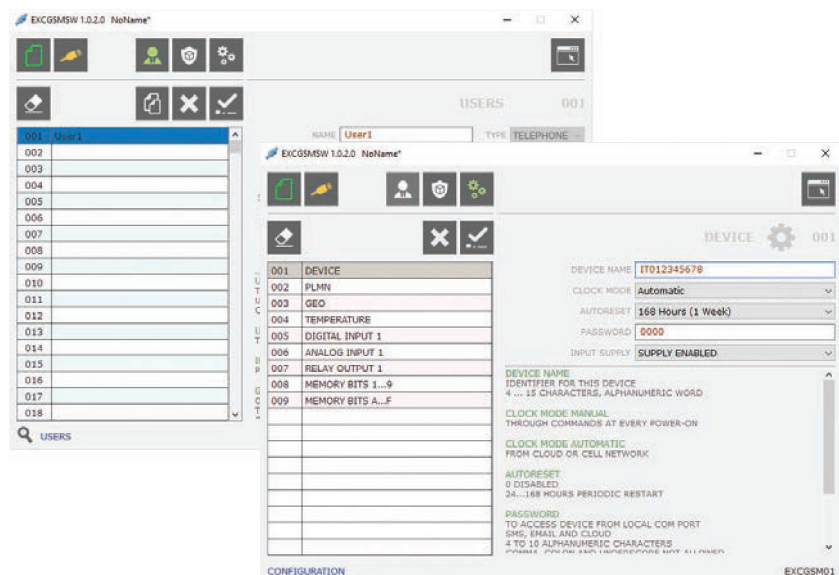 EXCGSMSW 1.0.2.0 NoName*
USERS 001
NAME User1 TYPE TELEPHONE
001 User1
002
003
004
005
006
007
008
009
010
011
012
013
014
015
016
017
018
USERS
EXCGSMSW 1.0.2.0 NoName*
DEVICE 001
001 DEVICE
002 PLMN
003 GEO
004 TEMPERATURE
005 DIGITAL INPUT 1
006 ANALOG INPUT 1
007 RELAY OUTPUT 1
008 MEMORY BITS 1...9
009 MEMORY BITS A...F
DEVICE NAME IT012345678
CLOCK MODE Automatic
AUTORESET 168 Hours (1 Week)
PASSWORD 0000
INPUT SUPPLY SUPPLY ENABLED
DEVICE NAME
IDENTIFIER FOR THIS DEVICE
4 ... 15 CHARACTERS, ALPHANUMERIC WORD
CLOCK MODE MANUAL
THROUGH COMMANDS AT EVERY POWER-ON
CLOCK MODE AUTOMATIC
FROM CLOUD OR CELL NETWORK
AUTORESET
0 DISABLED
24...168 HOURS PERIODIC RESTART
PASSWORD
TO ACCESS DEVICE FROM LOCAL COM PORT
SMS, EMAIL AND CLOUD
4 TO 10 ALPHANUMERIC CHARACTERS
COMMA, COLON AND UNDERSCORE NOT ALLOWED
CONFIGURATION
EXCGSM01